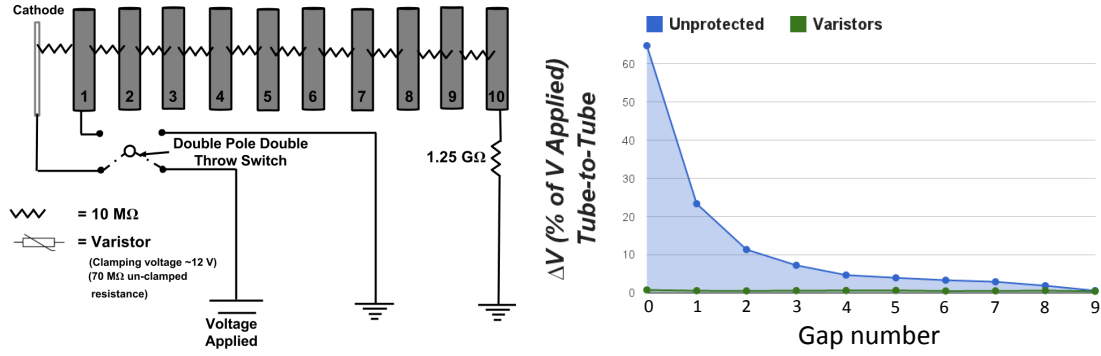 Cathode
1 2 3 4 5 6 7 8 9 10
Double Pole Double
Throw Switch
1.25 GΩ
= 10 MΩ
= Varistor
(Clamping voltage ~12 V)
(70 MΩ un-clamped
resistance)
Voltage
Applied
Unprotected
Varistors
ΔV (% of V Applied)
Tube-to-Tube
60
50
40
30
20
10
0
0 1 2 3 4 5 6 7 8 9
Gap number